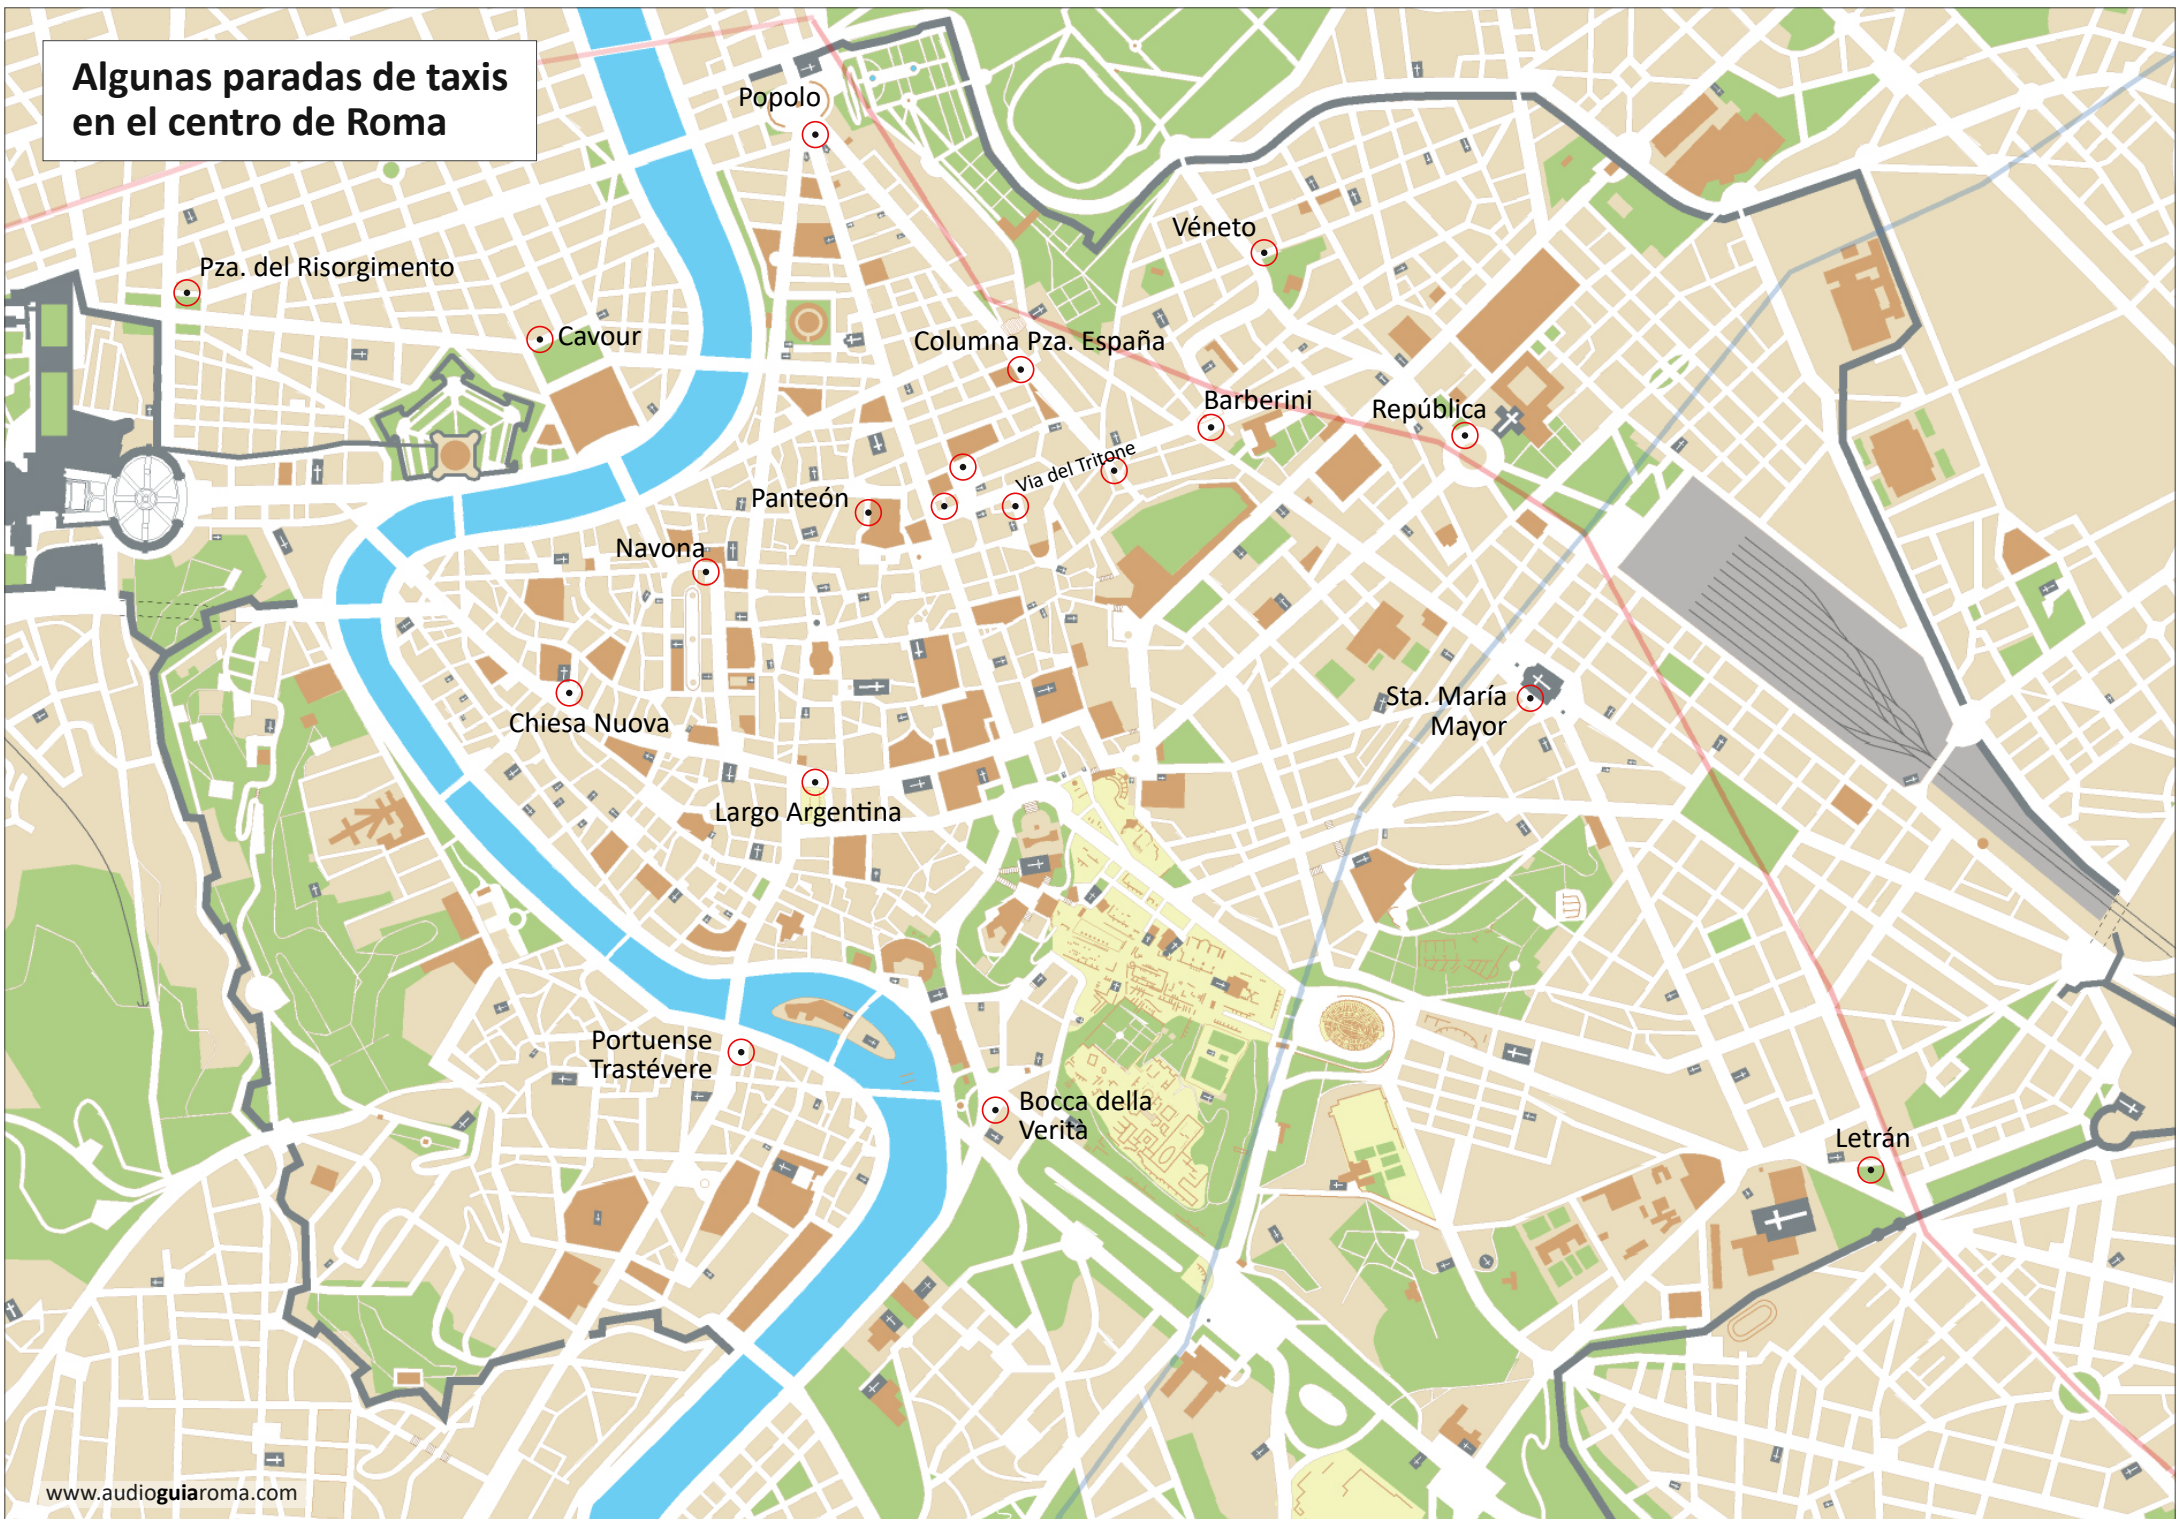 Algunas paradas de taxis
en el centro de Roma
Popolo
Véneto
Pza. del Risorgimento
Cavour
Columna Pza. España
Barberini
República
Via del Tritone
Panteón
Navona
Sta. María
Mayor
Chiesa Nuova
Largo Argentina
Portuense
Trastévere
Bocca della
Verità
Letrán
www.audioguiaroma.com